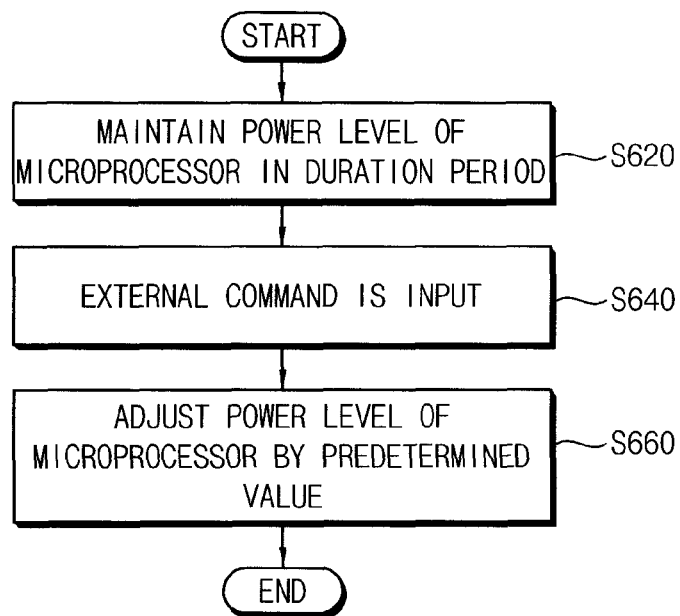 START
MAINTAIN POWER LEVEL OF
MICROPROCESSOR IN DURATION PERIOD
S620
EXTERNAL COMMAND IS INPUT
S640
ADJUST POWER LEVEL OF
MICROPROCESSOR BY PREDETERMINED
VALUE
S660
END